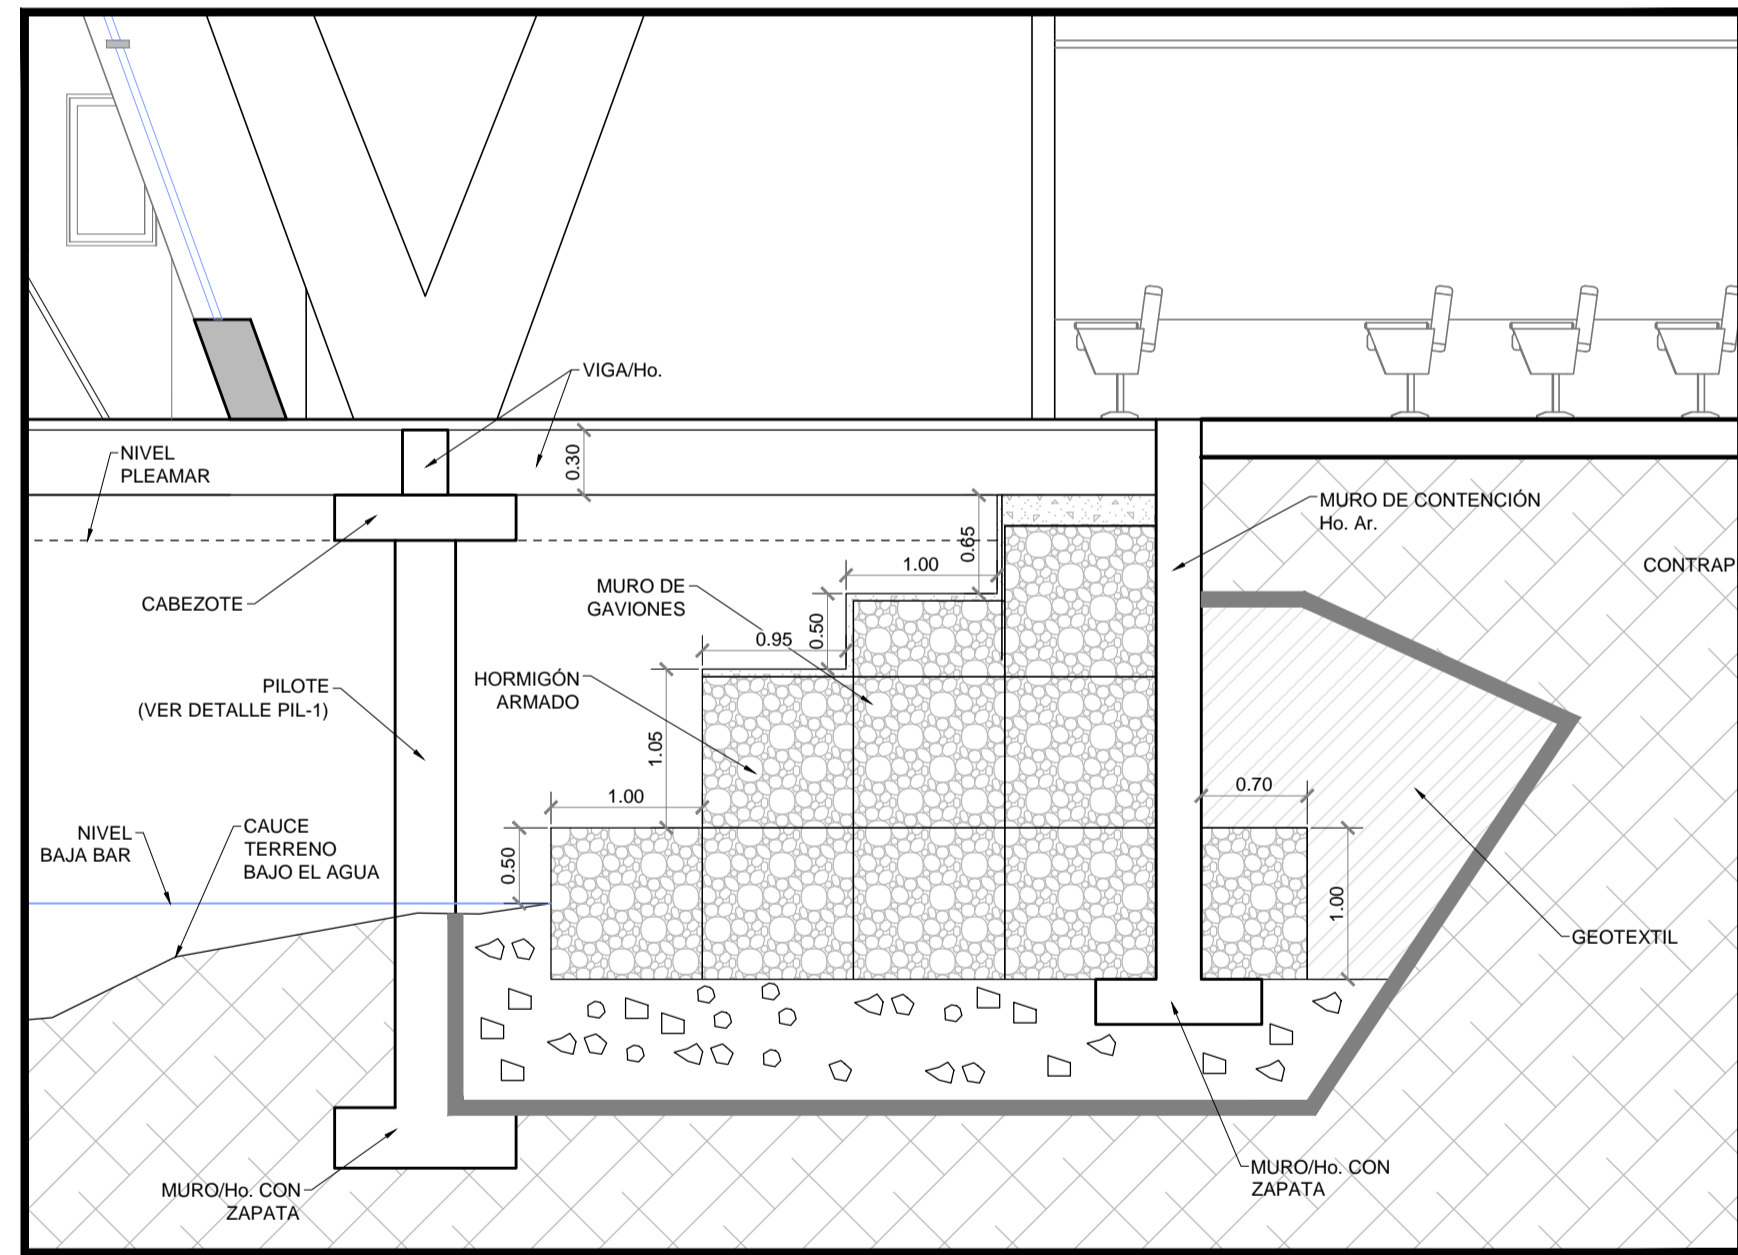 VIGA/Ho.
0.30
NIVEL
PLEAMAR
MURO DE CONTENCIÓN
Ho. Ar.
0.65
CONTRAP
1.00
MURO DE
GAVIONES
CABEZOTE
0.50
0.95
HORMIGÓN
ARMADO
PILOTE
(VER DETALLE PIL-1)
1.05
1.00
0.70
NIVEL
BAJA BAR
CAUCE
TERRENO
BAJO EL AGUA
0.50
1.00
GEOTEXTIL
MURO/Ho. CON
ZAPATA
MURO/Ho. CON
ZAPATA